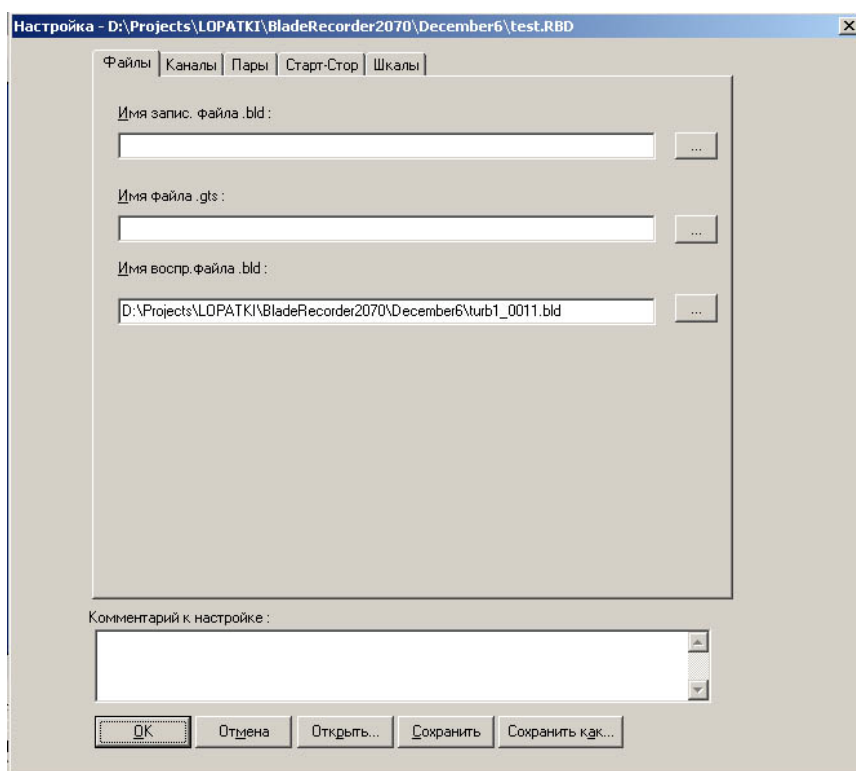 Настройка - D:\Projects\LOPATKI\BladeRecorder2070\December6\test.RBD
Файлы Каналы Пары Старт-Стоp Шкалы
Имя запис. файла .bld :
...
Имя файла .gts :
...
Имя воспр.файла .bld :
D:\Projects\LOPATKI\BladeRecorder2070\December6\turb1_0011.bld ...
Комментарий к настройке :
OK Отмена Открыть... Сохранить Сохранить как...